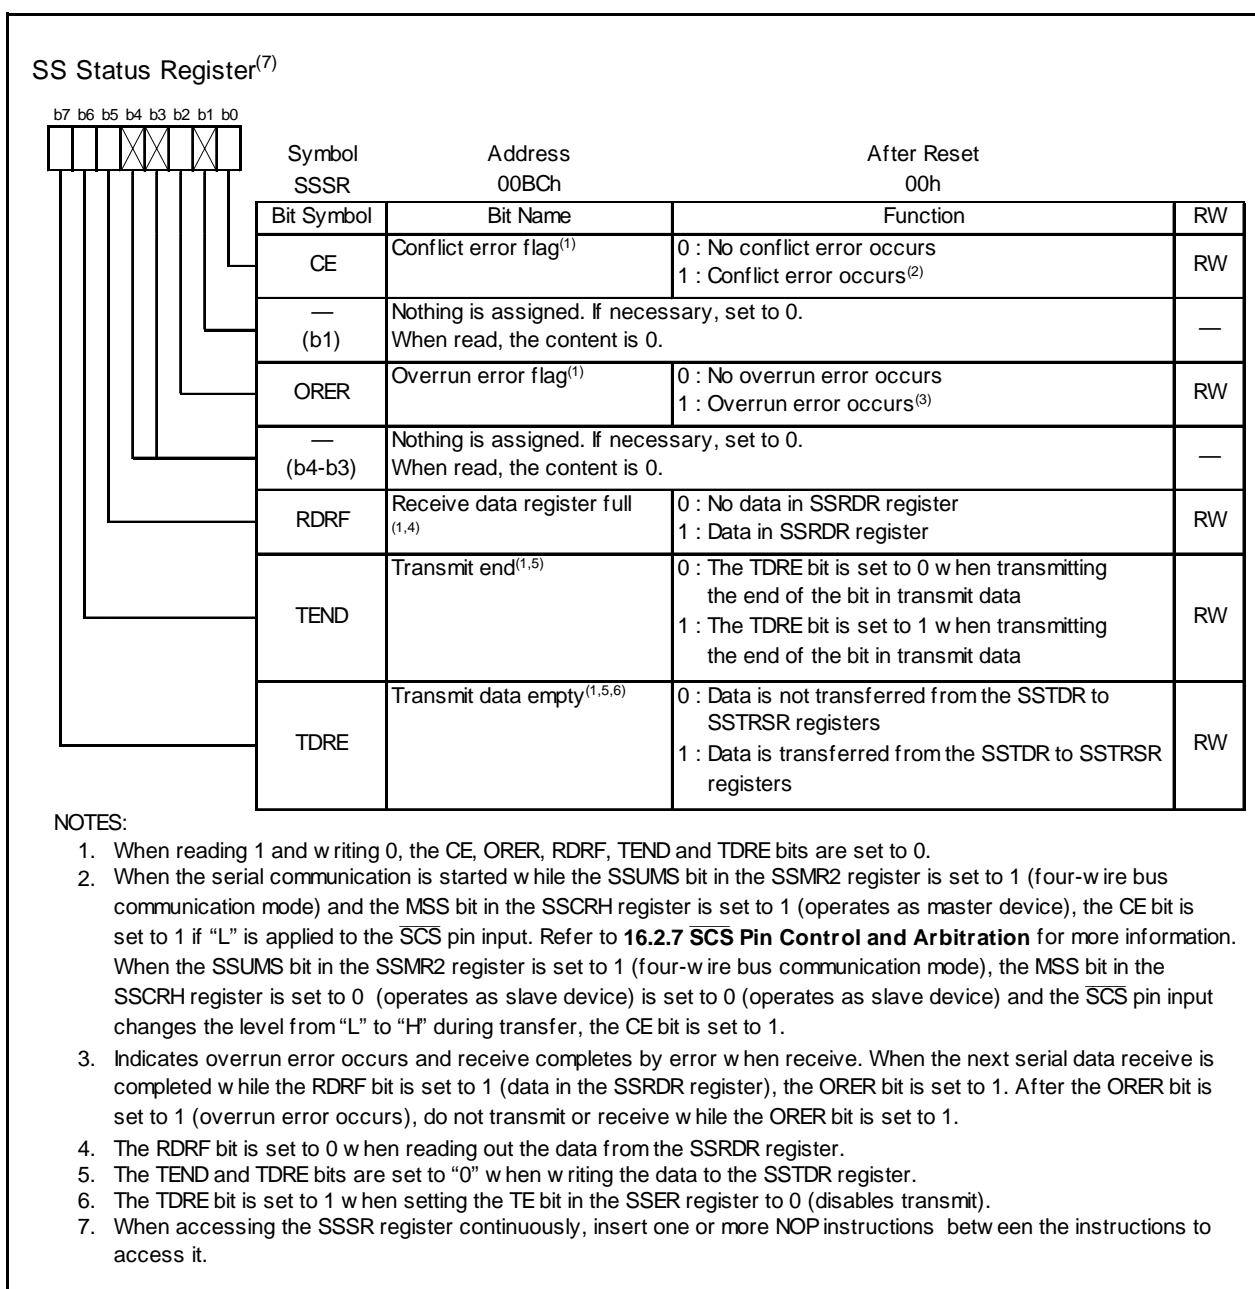 SS Status Register(7)
b7 b6 b5 b4 b3 b2 b1 b0
Symbol Address After Reset
SSSR 00BCh 00h
Bit Symbol Bit Name Function RW
CE Conflict error flag(1) 0 : No conflict error occurs RW
1 : Conflict error occurs(2)
— Nothing is assigned. If necessary, set to 0. —
(b1) When read, the content is 0.
ORER Overrun error flag(1) 0 : No overrun error occurs RW
1 : Overrun error occurs(3)
— Nothing is assigned. If necessary, set to 0. —
(b4-b3) When read, the content is 0.
RDRF Receive data register full 0 : No data in SSRDR register RW
(1,4) 1 : Data in SSRDR register
TEND Transmit end(1,5) 0 : The TDRE bit is set to 0 when transmitting RW
the end of the bit in transmit data
1 : The TDRE bit is set to 1 when transmitting
the end of the bit in transmit data
TDRE Transmit data empty(1,5,6) 0 : Data is not transferred from the SSTDR to RW
SSTRSR registers
1 : Data is transferred from the SSTDR to SSTRSR
registers
NOTES:
1. When reading 1 and writing 0, the CE, ORER, RDRF, TEND and TDRE bits are set to 0.
2. When the serial communication is started while the SSUMS bit in the SSMR2 register is set to 1 (four-wire bus
communication mode) and the MSS bit in the SSCRH register is set to 1 (operates as master device), the CE bit is
set to 1 if “L” is applied to the S̅C̅S̅ pin input. Refer to 16.2.7 S̅C̅S̅ Pin Control and Arbitration for more information.
When the SSUMS bit in the SSMR2 register is set to 1 (four-wire bus communication mode), the MSS bit in the
SSCRH register is set to 0 (operates as slave device) is set to 0 (operates as slave device) and the S̅C̅S̅ pin input
changes the level from “L” to “H” during transfer, the CE bit is set to 1.
3. Indicates overrun error occurs and receive completes by error when receive. When the next serial data receive is
completed while the RDRF bit is set to 1 (data in the SSRDR register), the ORER bit is set to 1. After the ORER bit is
set to 1 (overrun error occurs), do not transmit or receive while the ORER bit is set to 1.
4. The RDRF bit is set to 0 when reading out the data from the SSRDR register.
5. The TEND and TDRE bits are set to “0” when writing the data to the SSTDR register.
6. The TDRE bit is set to 1 when setting the TE bit in the SSER register to 0 (disables transmit).
7. When accessing the SSSR register continuously, insert one or more NOP instructions between the instructions to
access it.